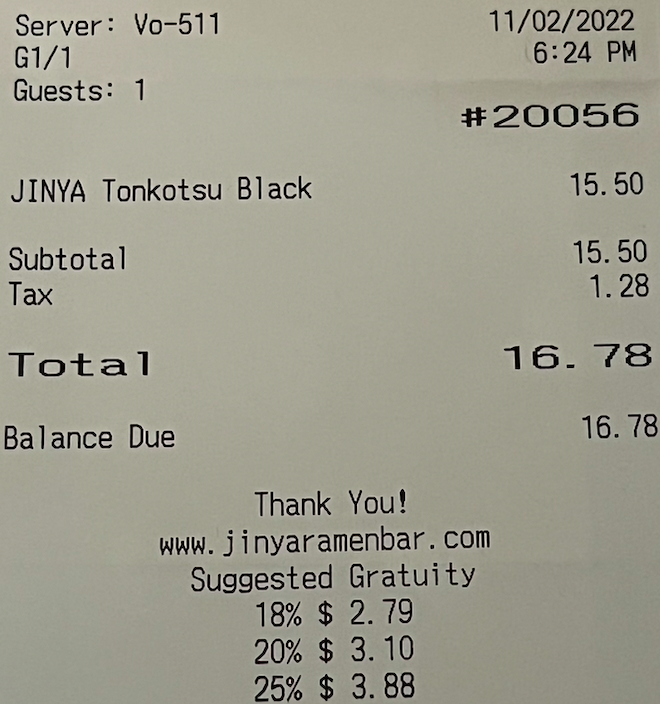 Server: Vo-511 11/02/2022
G1/1 6:24 PM
Guests: 1
#20056
JINYA Tonkotsu Black 15.50
Subtotal 15.50
Tax 1.28
Total 16.78
Balance Due 16.78
Thank You!
www.jinyaramenbar.com
Suggested Gratuity
18% $ 2.79
20% $ 3.10
25% $ 3.88